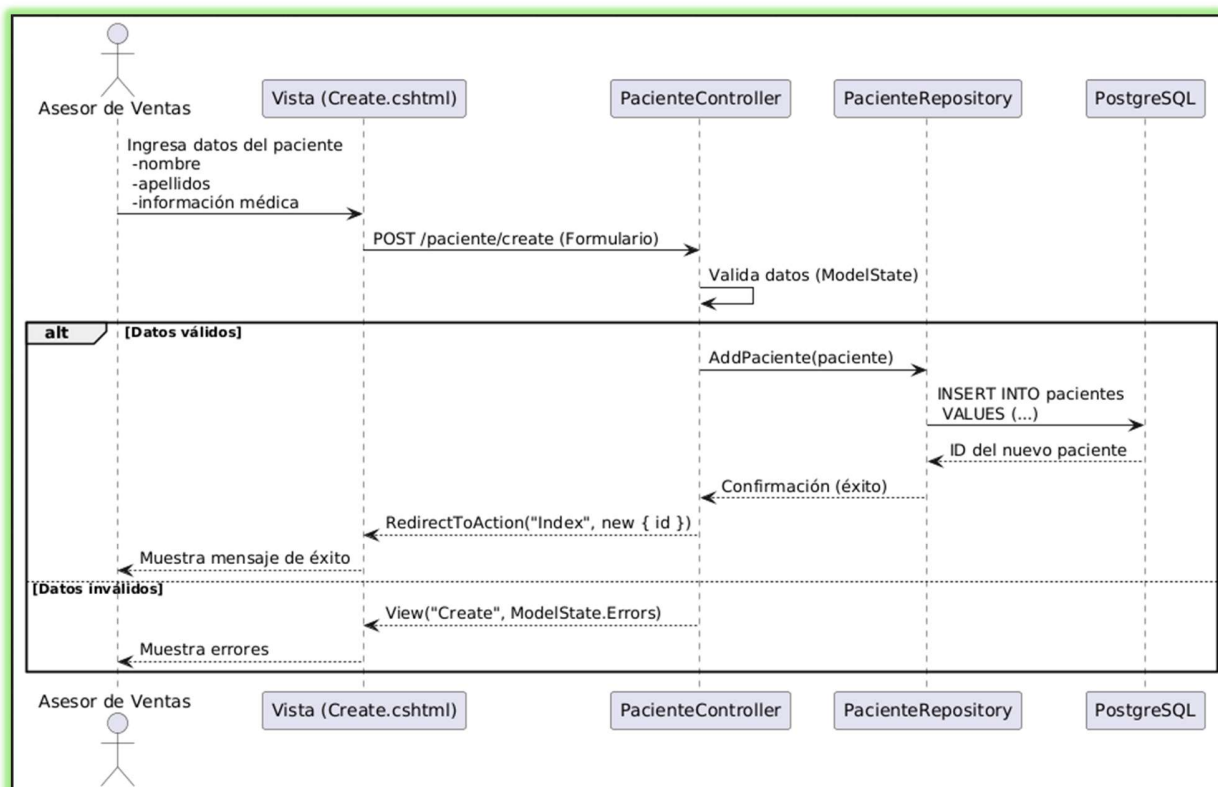 Asesor de Ventas
Vista (Create.cshtml)
PacienteController
PacienteRepository
PostgreSQL
Ingresa datos del paciente
-nombre
-apellidos
-información médica
POST /paciente/create (Formulario)
Valida datos (ModelState)
alt
[Datos válidos]
AddPaciente(paciente)
INSERT INTO pacientes
VALUES (...)
ID del nuevo paciente
Confirmación (éxito)
RedirectToAction("Index", new { id })
Muestra mensaje de éxito
[Datos inválidos]
View("Create", ModelState.Errors)
Muestra errores
Asesor de Ventas
Vista (Create.cshtml)
PacienteController
PacienteRepository
PostgreSQL